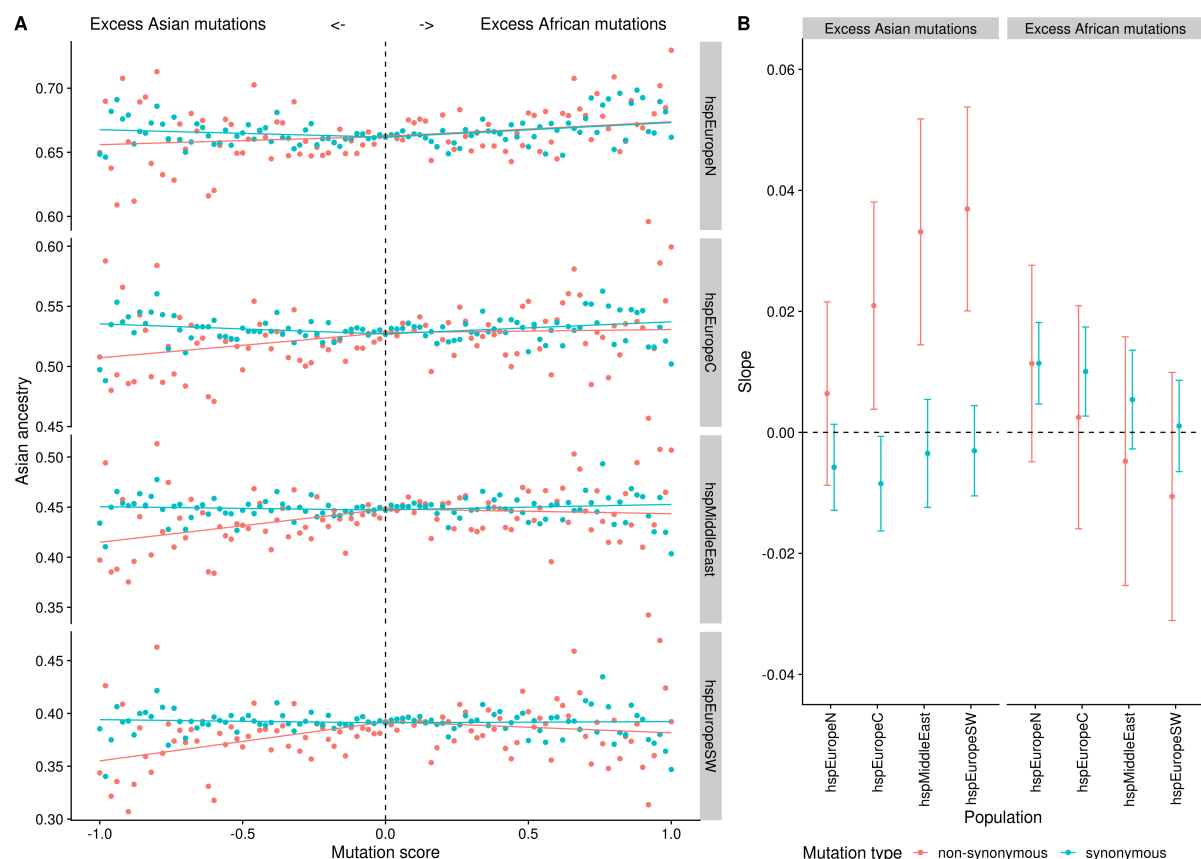 A
Excess Asian mutations <- -> Excess African mutations
Asian ancestry
0.70
0.65
0.60
hspEuropeN
0.60
0.55
0.50
0.45
hspEuropeC
0.50
0.45
0.40
0.35
hspMiddleEast
0.45
0.40
0.35
0.30
hspEuropeSW
-1.0 -0.5 0.0 0.5 1.0
Mutation score
B
Excess Asian mutations Excess African mutations
Slope
0.06
0.04
0.02
0.00
-0.02
-0.04
hspEuropeN hspEuropeC hspMiddleEast hspEuropeSW hspEuropeN hspEuropeC hspMiddleEast hspEuropeSW
Population
Mutation type non-synonymous synonymous